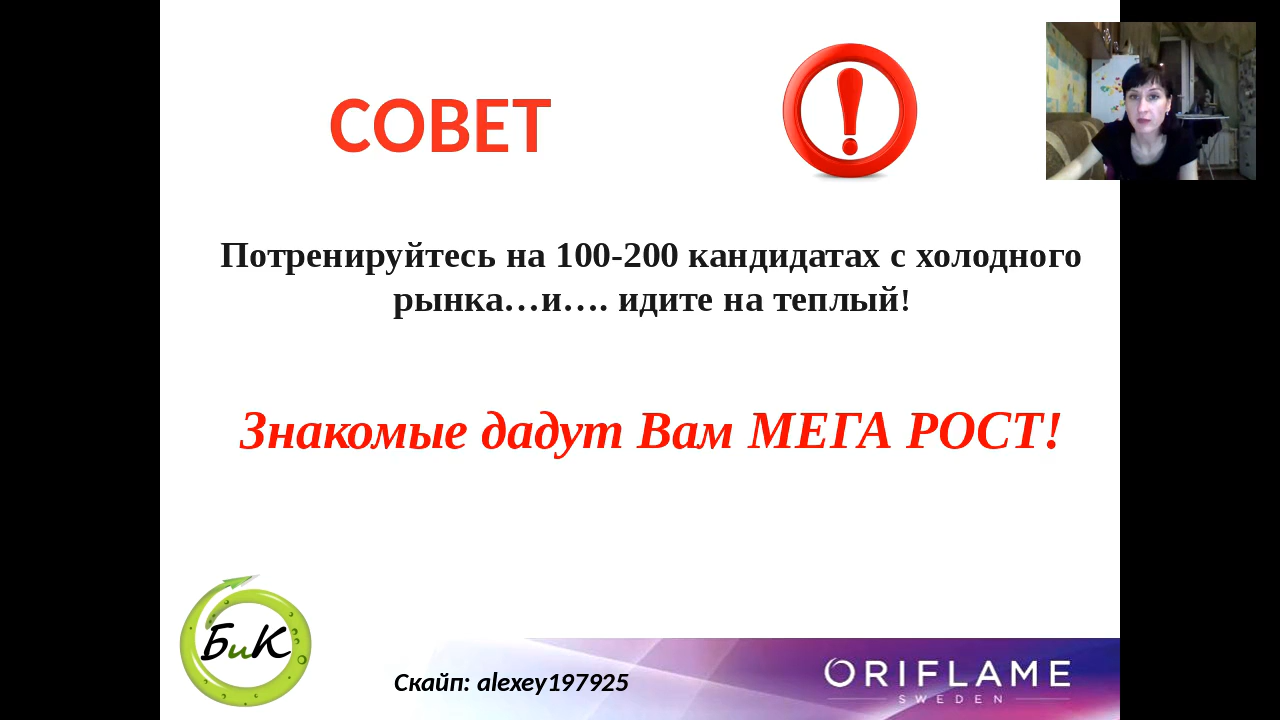 СОВЕТ
Потренируйтесь на 100-200 кандидатах с холодного
рынка…и…. идите на теплый!
Знакомые дадут Вам МЕГА РОСТ!
БиК
Скайп: alexey197925
ORIFLAME
SWEDEN